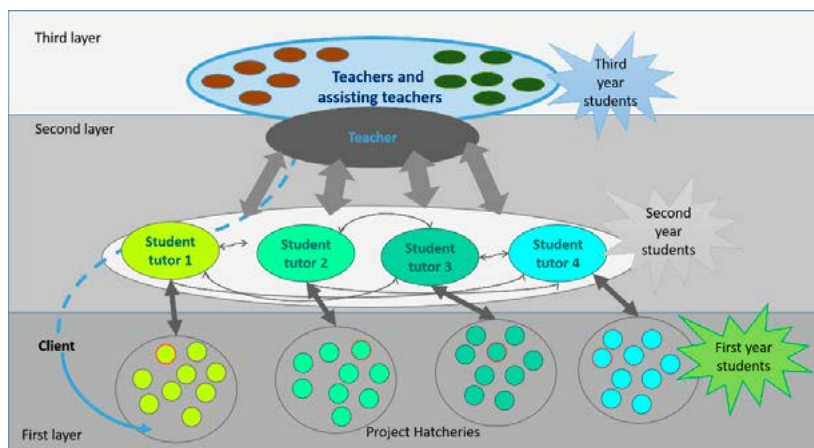 Third layer
Teachers and
assisting teachers
Third
year
students
Second layer
Teacher
Second
year
students
Student
tutor 1
Student
tutor 2
Student
tutor 3
Student
tutor 4
Client
First year
students
First layer
Project Hatcheries